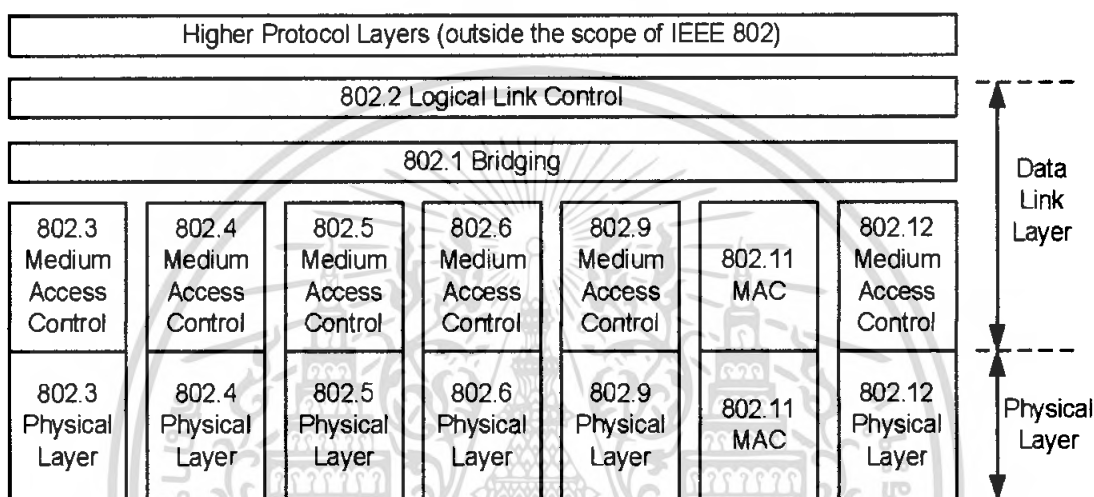 Higher Protocol Layers (outside the scope of IEEE 802)
802.2 Logical Link Control
802.1 Bridging
Data
Link
Layer
802.3
Medium
Access
Control
802.4
Medium
Access
Control
802.5
Medium
Access
Control
802.6
Medium
Access
Control
802.9
Medium
Access
Control
802.11
MAC
802.12
Medium
Access
Control
802.3
Physical
Layer
802.4
Physical
Layer
802.5
Physical
Layer
802.6
Physical
Layer
802.9
Physical
Layer
802.11
MAC
802.12
Physical
Layer
Physical
Layer